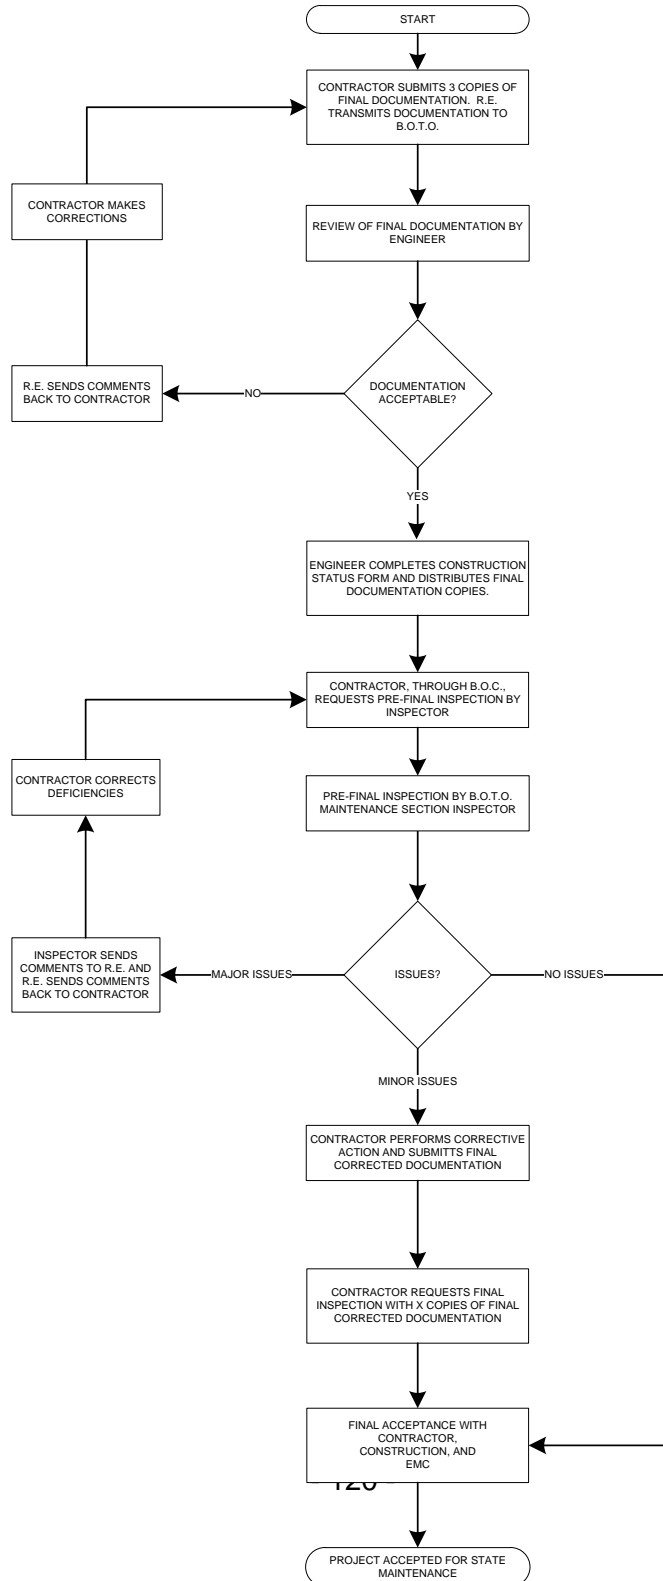 START
CONTRACTOR SUBMITS 3 COPIES OF
FINAL DOCUMENTATION. R.E.
TRANSMITS DOCUMENTATION TO
B.O.T.O.
CONTRACTOR MAKES
CORRECTIONS
REVIEW OF FINAL DOCUMENTATION BY
ENGINEER
R.E. SENDS COMMENTS
BACK TO CONTRACTOR
NO
DOCUMENTATION
ACCEPTABLE?
YES
ENGINEER COMPLETES CONSTRUCTION
STATUS FORM AND DISTRIBUTES FINAL
DOCUMENTATION COPIES.
CONTRACTOR, THROUGH B.O.C.,
REQUESTS PRE-FINAL INSPECTION BY
INSPECTOR
CONTRACTOR CORRECTS
DEFICIENCIES
PRE-FINAL INSPECTION BY B.O.T.O.
MAINTENANCE SECTION INSPECTOR
INSPECTOR SENDS
COMMENTS TO R.E. AND
R.E. SENDS COMMENTS
BACK TO CONTRACTOR
MAJOR ISSUES
ISSUES?
NO ISSUES
MINOR ISSUES
CONTRACTOR PERFORMS CORRECTIVE
ACTION AND SUBMITTS FINAL
CORRECTED DOCUMENTATION
CONTRACTOR REQUESTS FINAL
INSPECTION WITH X COPIES OF FINAL
CORRECTED DOCUMENTATION
FINAL ACCEPTANCE WITH
CONTRACTOR,
CONSTRUCTION, AND
EMC
PROJECT ACCEPTED FOR STATE
MAINTENANCE